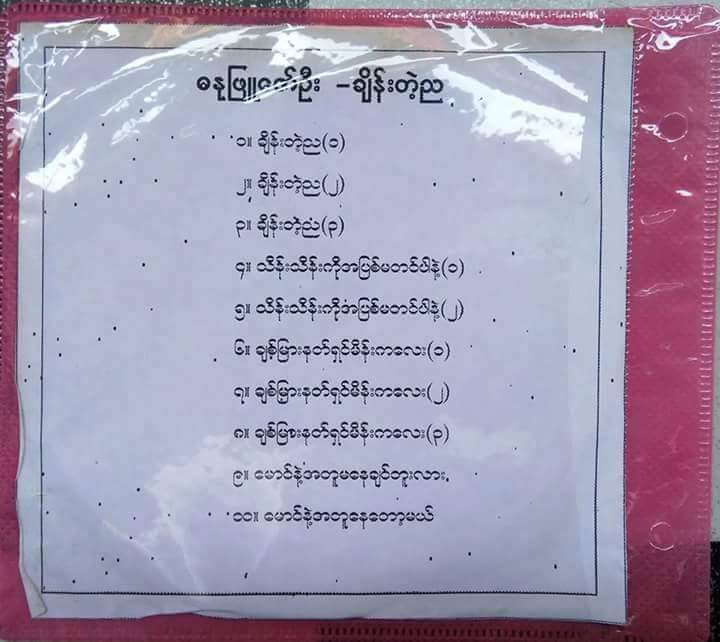 ဓနုဖြူဇော်ဦး -ချိန်းတဲ့ည
၁။ ချိန်းတဲ့ည(၁)
၂။ ချိန်းတဲ့ည(၂)
၃။ ချိန်းတဲ့ည(၃)
၄။ သိန်းသိန်းကိုအပြစ်မတင်ပါနဲ့(၁)
၅။ သိန်းသိန်းကိုအပြစ်မတင်ပါနဲ့(၂)
၆။ ချစ်မြားနတ်ရှင်မိန်းကလေး(၁)
၇။ ချစ်မြားနတ်ရှင်မိန်းကလေး(၂)
၈။ ချစ်မြားနတ်ရှင်မိန်းကလေး(၃)
၉။ မောင်နဲ့အတူမနေချင်ဘူးလား
၁၀။ မောင်နဲ့အတူနေတော့မယ်